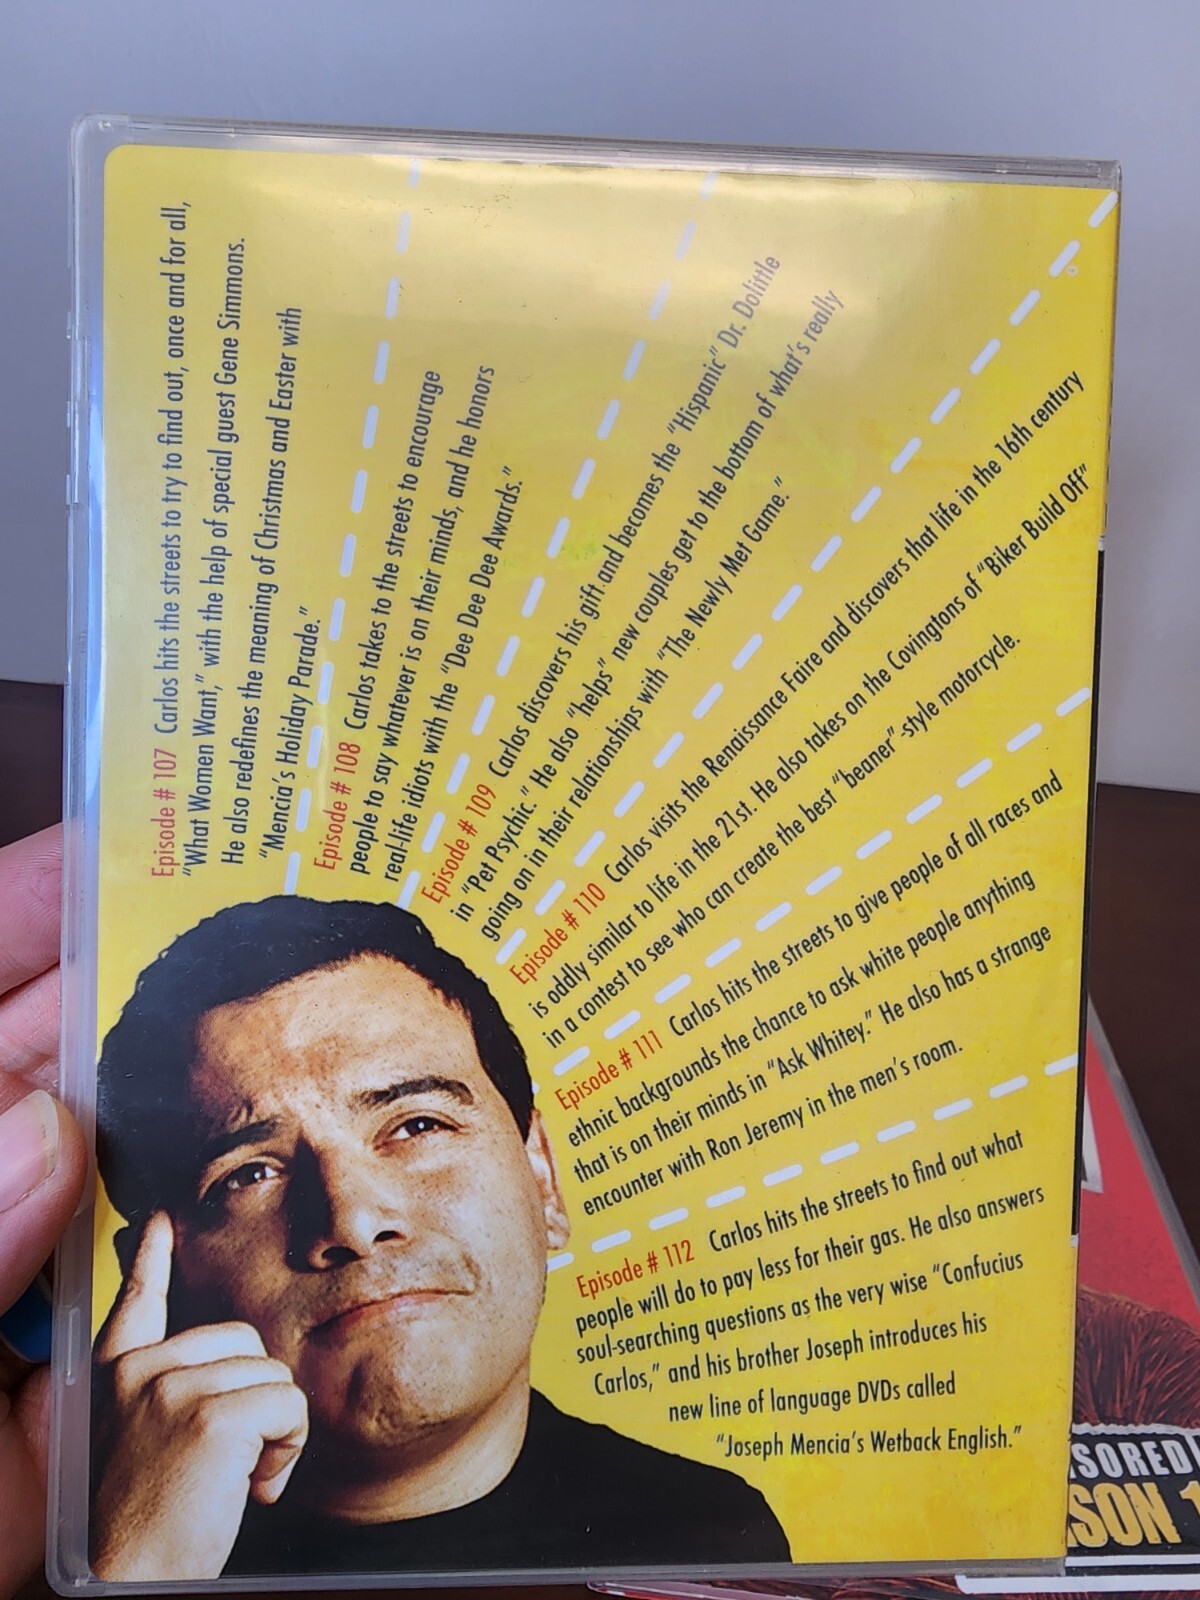 Episode # 107 Carlos hits the streets to try to find out, once and for all,
"What Women Want," with the help of special guest Gene Simmons.
He also redefines the meaning of Christmas and Easter with
"Mencia's Holiday Parade."
Episode # 108 Carlos takes to the streets to encourage
people to say whatever is on their minds, and he honors
real-life idiots with the "Dee Dee Dee Awards."
Episode # 109 Carlos discovers his gift and becomes the "Hispanic" Dr. Dolittle
in "Pet Psychic." He also "helps" new couples get to the bottom of what's really
going on in their relationships with "The Newly Met Game."
Episode # 110 Carlos visits the Renaissance Faire and discovers that life in the 16th century
is oddly similar to life in the 21st. He also takes on the Covingtons of "Biker Build Off"
in a contest to see who can create the best "beaner" -style motorcycle.
Episode # 111 Carlos hits the streets to give people of all races and
ethnic backgrounds the chance to ask white people anything
that is on their minds in "Ask Whitey." He also has a strange
encounter with Ron Jeremy in the men's room.
Episode # 112 Carlos hits the streets to find out what
people will do to pay less for their gas. He also answers
soul-searching questions as the very wise "Confucius
Carlos," and his brother Joseph introduces his
new line of language DVDs called
"Joseph Mencia's Wetback English."
SORED
SON 1